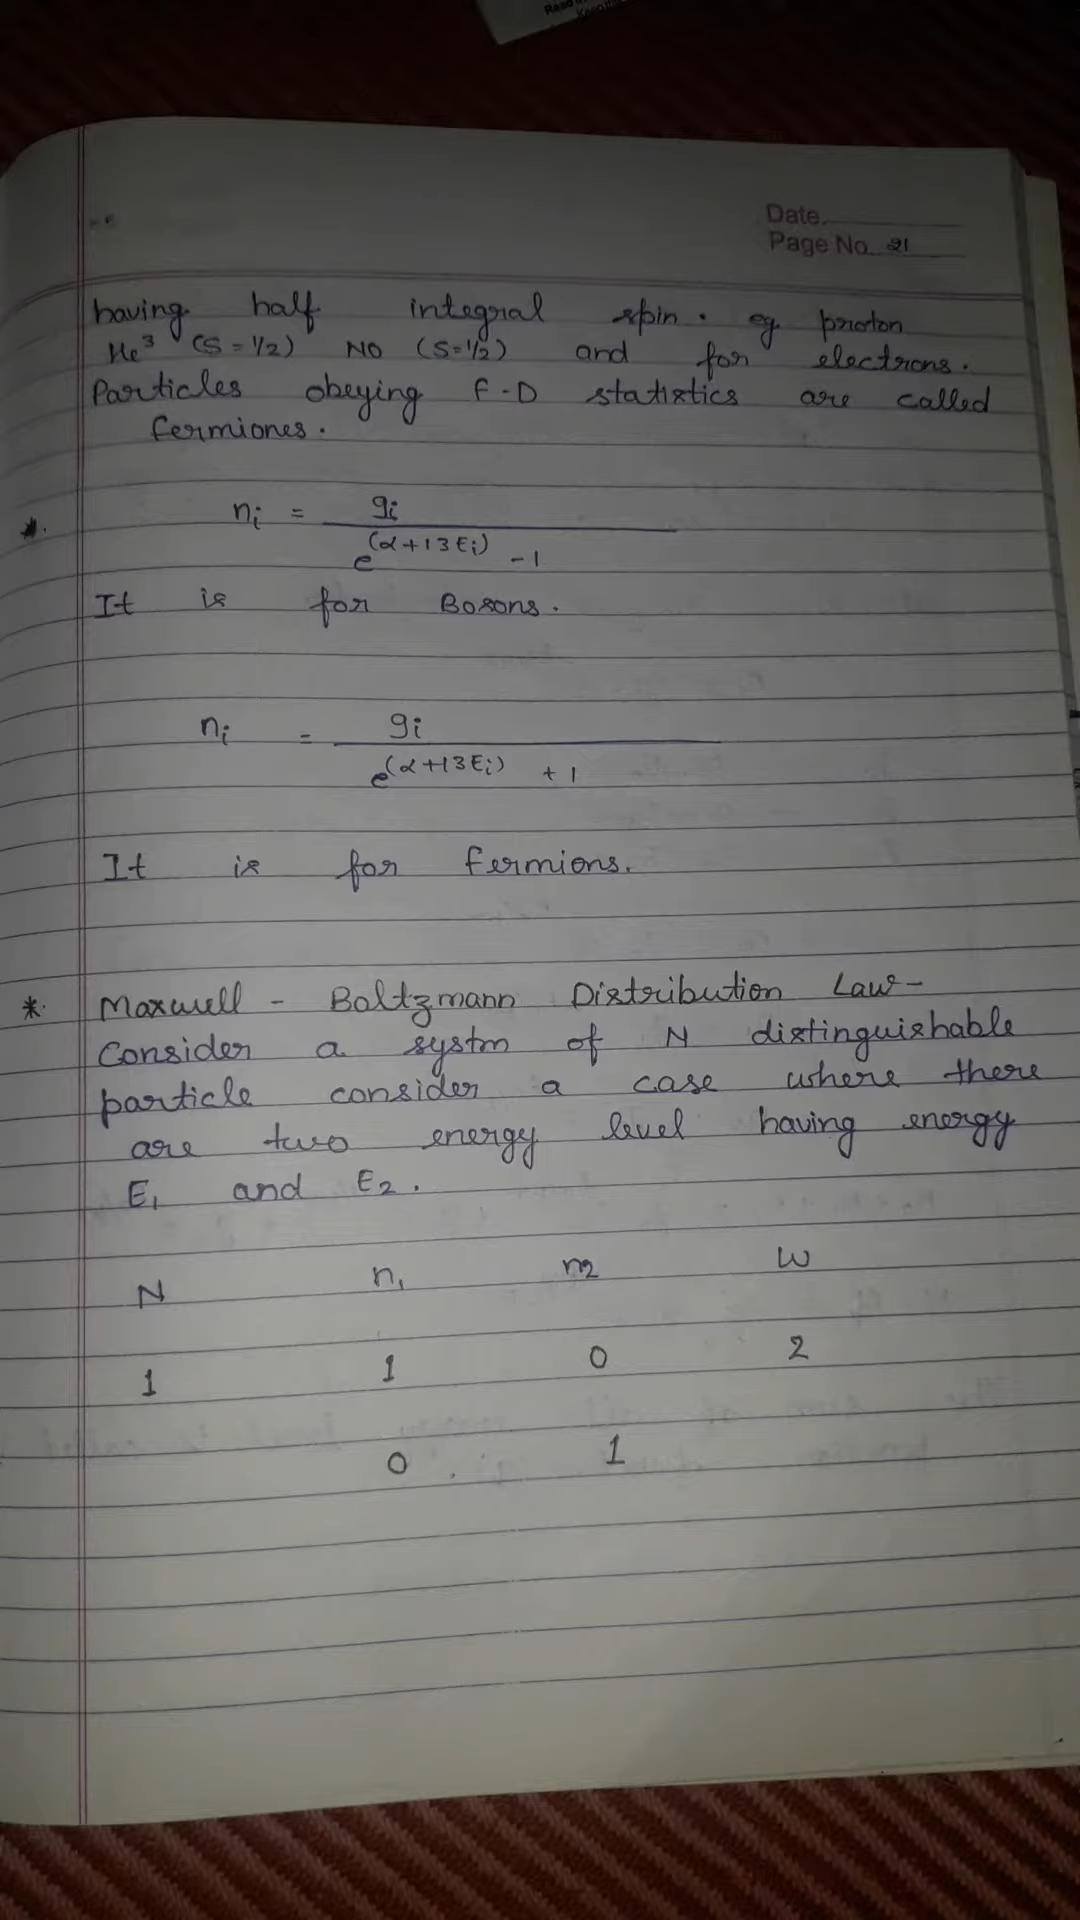 Read
Keep
Date.
Page No. 21
having half integral spin. eg proton
He³ (S = 1/2) NO (S=1/2) and for electrons.
Particles obeying F-D statistics are called
fermiones.
*. nᵢ = gᵢ
e^(α+βEᵢ) - 1
It is for Bosons.
nᵢ = gᵢ
e^(α+βEᵢ) + 1
It is for fermions.
*. Maxwell - Boltzmann Distribution Law-
Consider a systm of N distinguishable
particle consider a case where there
are two energy level having energy
E₁ and E₂.
N n₁ n₂ W
1 1 0 2
0 . 1